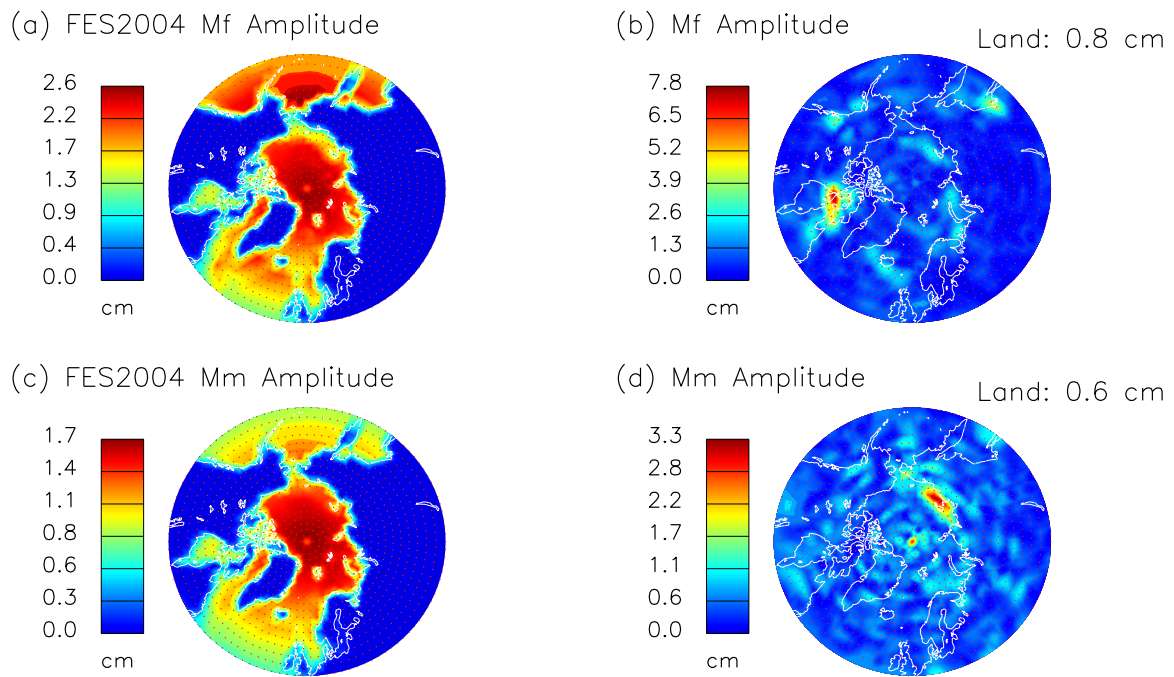 (a) FES2004 Mf Amplitude
2.6
2.2
1.7
1.3
0.9
0.4
0.0
cm
(b) Mf Amplitude
Land: 0.8 cm
7.8
6.5
5.2
3.9
2.6
1.3
0.0
cm
(c) FES2004 Mm Amplitude
1.7
1.4
1.1
0.8
0.6
0.3
0.0
cm
(d) Mm Amplitude
Land: 0.6 cm
3.3
2.8
2.2
1.7
1.1
0.6
0.0
cm